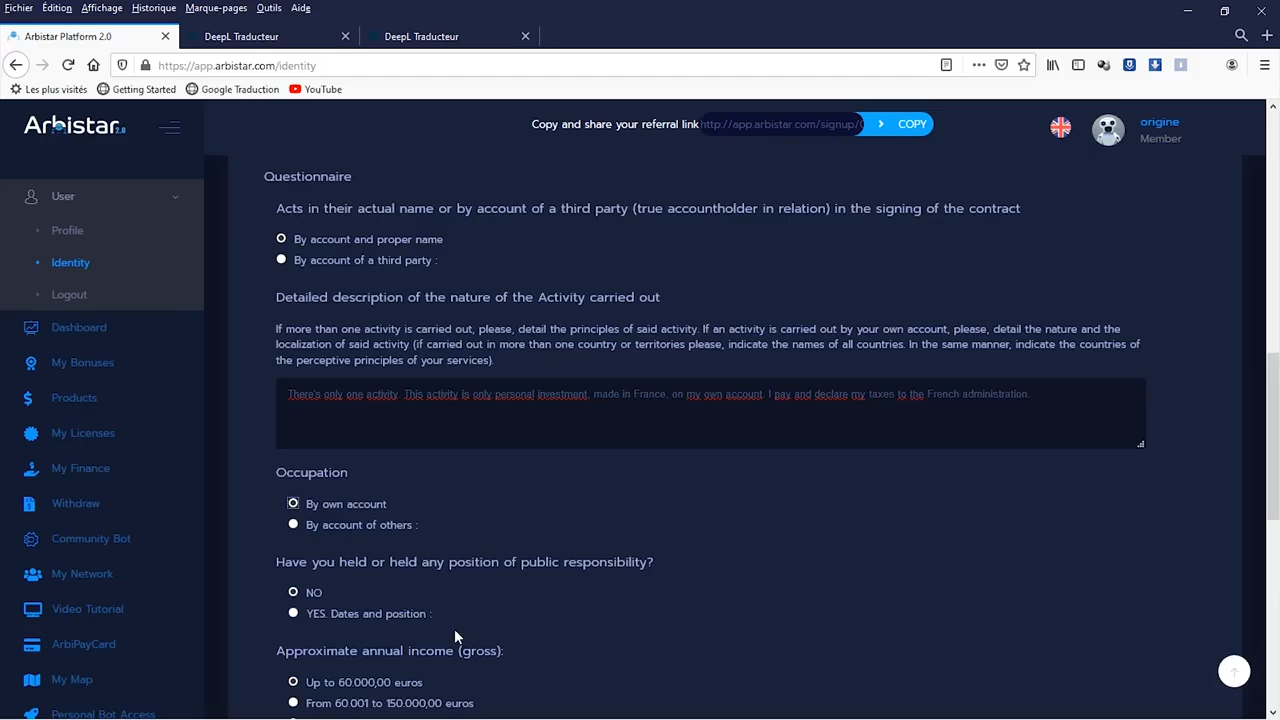 Fichier Édition Affichage Historique Marque-pages Outils Aide
Arbistar Platform 2.0
DeepL Traducteur
DeepL Traducteur
https://app.arbistar.com/identity
Les plus visités Getting Started Google Traduction YouTube
Arbistar 2.0
Copy and share your referral link http://app.arbistar.com/signup/ COPY
origine
Member
User
Profile
Identity
Logout
Dashboard
My Bonuses
Products
My Licenses
My Finance
Withdraw
Community Bot
My Network
Video Tutorial
ArbiPayCard
My Map
Personal Bot Access
Questionnaire
Acts in their actual name or by account of a third party (true accountholder in relation) in the signing of the contract
By account and proper name
By account of a third party :
Detailed description of the nature of the Activity carried out
If more than one activity is carried out, please, detail the principles of said activity. If an activity is carried out by your own account, please, detail the nature and the
localization of said activity (if carried out in more than one country or territories please, indicate the names of all countries. In the same manner, indicate the countries of
the perceptive principles of your services).
There's only one activity. This activity is only personal investment, made in France, on my own account. I pay and declare my taxes to the French administration.
Occupation
By own account
By account of others :
Have you held or held any position of public responsibility?
NO
YES. Dates and position :
Approximate annual income (gross):
Up to 60.000,00 euros
From 60.001 to 150.000,00 euros